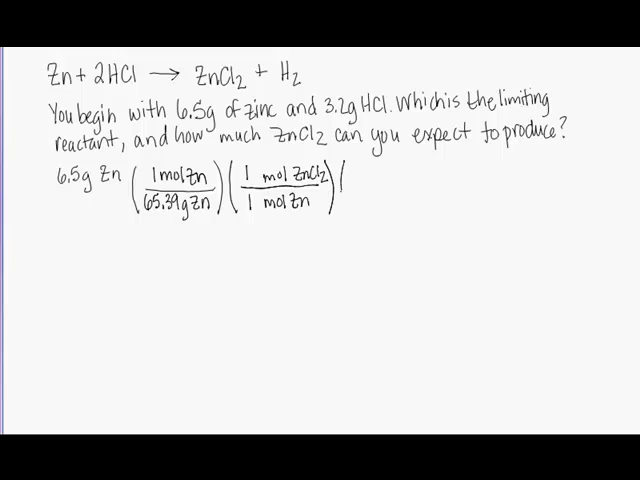 Zn + 2HCl → ZnCl₂ + H₂
You begin with 6.5g of zinc and 3.2g HCl. Which is the limiting
reactant, and how much ZnCl₂ can you expect to produce?
6.5g Zn (1 mol Zn / 65.39g Zn) (1 mol ZnCl₂ / 1 mol Zn) (